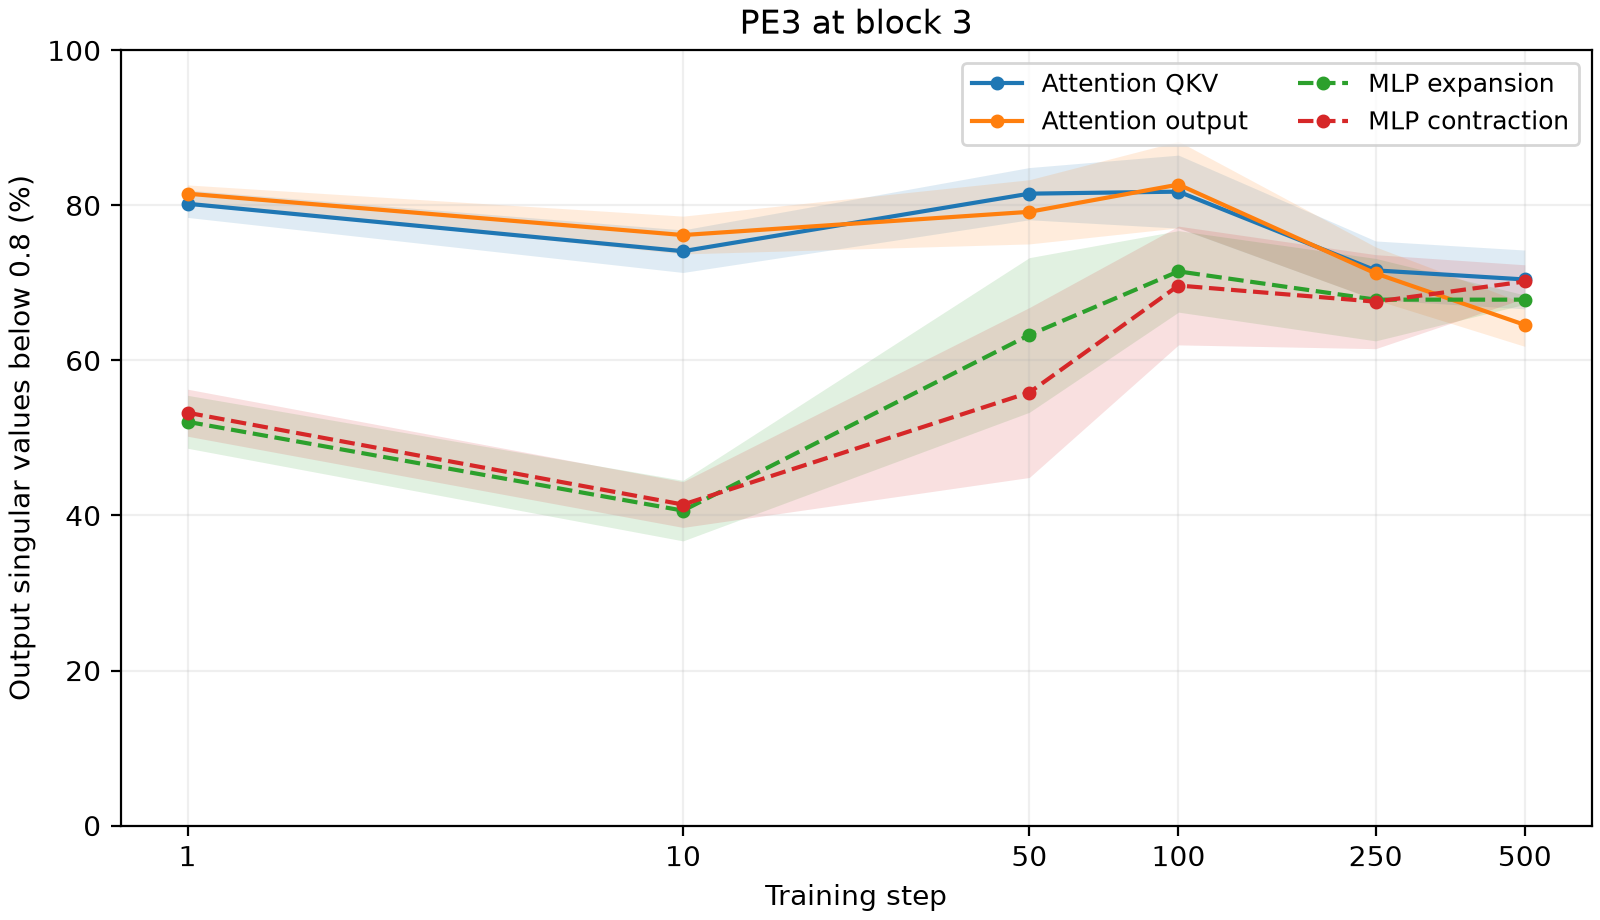 PE3 at block 3
Attention QKV
Attention output
MLP expansion
MLP contraction
Output singular values below 0.8 (%)
100
80
60
40
20
0
1 10 50 100 250 500
Training step